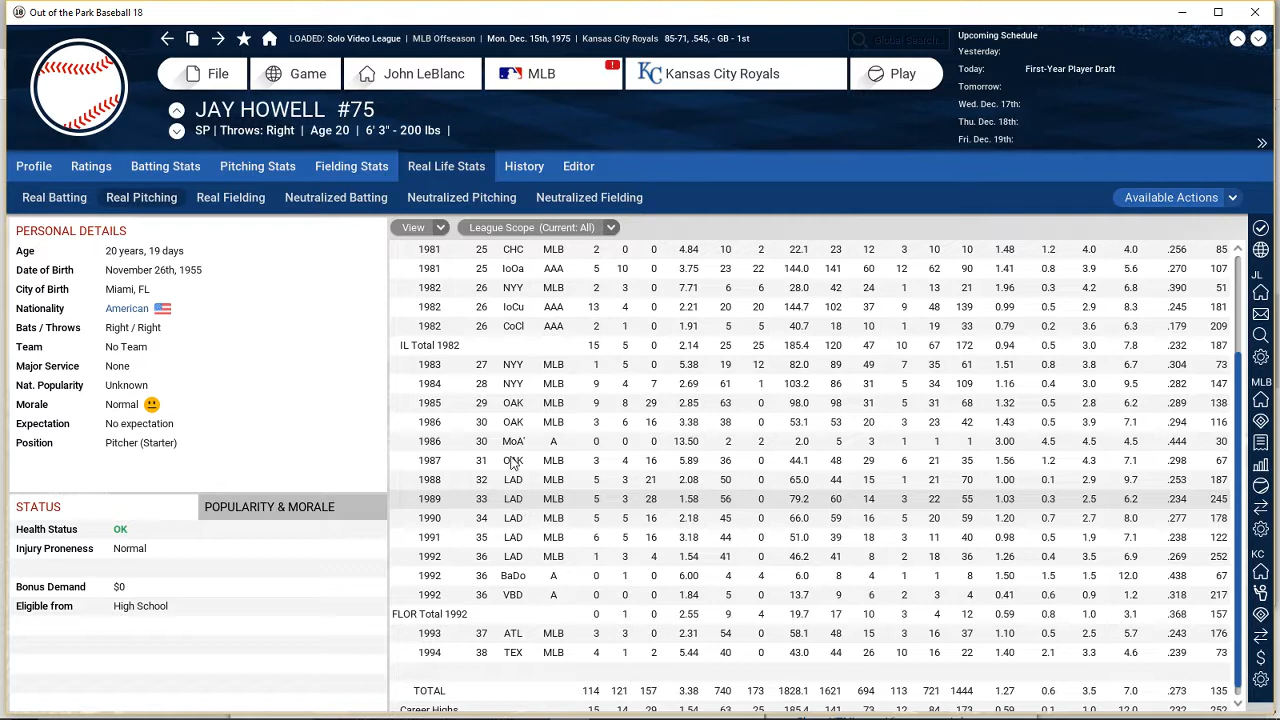 Out of the Park Baseball 18
LOADED: Solo Video League | MLB Offseason | Mon. Dec. 15th, 1975 | Kansas City Royals 85-71, .545, - GB - 1st
Global Search...
Upcoming Schedule
Yesterday:
Today: First-Year Player Draft
Tomorrow:
Wed. Dec. 17th:
Thu. Dec. 18th:
Fri. Dec. 19th:
File Game John LeBlanc MLB Kansas City Royals Play
JAY HOWELL #75
SP | Throws: Right | Age 20 | 6' 3" - 200 lbs |
Profile Ratings Batting Stats Pitching Stats Fielding Stats Real Life Stats History Editor
Real Batting Real Pitching Real Fielding Neutralized Batting Neutralized Pitching Neutralized Fielding Available Actions
PERSONAL DETAILS
Age 20 years, 19 days
Date of Birth November 26th, 1955
City of Birth Miami, FL
Nationality American
Bats / Throws Right / Right
Team No Team
Major Service None
Nat. Popularity Unknown
Morale Normal
Expectation No expectation
Position Pitcher (Starter)
STATUS POPULARITY & MORALE
Health Status OK
Injury Proneness Normal
Bonus Demand $0
Eligible from High School
View League Scope (Current: All)
1981 25 CHC MLB 2 0 0 4.84 10 2 22.1 23 12 3 10 10 1.48 1.2 4.0 4.0 .256 85
1981 25 IoOa AAA 5 10 0 3.75 23 22 144.0 141 60 12 62 90 1.41 0.8 3.9 5.6 .270 107
1982 26 NYY MLB 2 3 0 7.71 6 6 28.0 42 24 1 13 21 1.96 0.3 4.2 6.8 .390 51
1982 26 IoCu AAA 13 4 0 2.21 20 20 144.7 102 37 9 48 139 0.99 0.5 2.9 8.3 .245 181
1982 26 CoCl AAA 2 1 0 1.91 5 5 40.7 18 10 1 19 33 0.79 0.2 3.6 6.3 .179 209
IL Total 1982 15 5 0 2.14 25 25 185.4 120 47 10 67 172 0.94 0.5 3.0 7.8 .232 187
1983 27 NYY MLB 1 5 0 5.38 19 12 82.0 89 49 7 35 61 1.51 0.8 3.8 6.7 .304 73
1984 28 NYY MLB 9 4 7 2.69 61 1 103.2 86 31 5 34 109 1.16 0.4 3.0 9.5 .282 147
1985 29 OAK MLB 9 8 29 2.85 63 0 98.0 98 31 5 31 68 1.32 0.5 2.8 6.2 .289 138
1986 30 OAK MLB 3 6 16 3.38 38 0 53.1 53 20 3 23 42 1.43 0.5 3.9 7.1 .294 116
1986 30 MoA' A 0 0 0 13.50 2 2 2.0 5 3 1 1 1 3.00 4.5 4.5 4.5 .444 30
1987 31 OAK MLB 3 4 16 5.89 36 0 44.1 48 29 6 21 35 1.56 1.2 4.3 7.1 .298 67
1988 32 LAD MLB 5 3 21 2.08 50 0 65.0 44 15 1 21 70 1.00 0.1 2.9 9.7 .253 187
1989 33 LAD MLB 5 3 28 1.58 56 0 79.2 60 14 3 22 55 1.03 0.3 2.5 6.2 .234 245
1990 34 LAD MLB 5 5 16 2.18 45 0 66.0 59 16 5 20 59 1.20 0.7 2.7 8.0 .277 178
1991 35 LAD MLB 6 5 16 3.18 44 0 51.0 39 18 3 11 40 0.98 0.5 1.9 7.1 .238 122
1992 36 LAD MLB 1 3 4 1.54 41 0 46.2 41 8 2 18 36 1.26 0.4 3.5 6.9 .269 252
1992 36 BaDo A 0 1 0 6.00 4 4 6.0 8 4 1 1 8 1.50 1.5 1.5 12.0 .438 67
1992 36 VBD A 0 0 0 1.84 5 0 13.7 9 6 2 3 4 0.41 0.6 0.9 1.2 .318 217
FLOR Total 1992 0 1 0 2.55 9 4 19.7 17 10 3 4 12 0.59 0.8 1.0 3.1 .368 157
1993 37 ATL MLB 3 3 0 2.31 54 0 58.1 48 15 3 16 37 1.10 0.5 2.5 5.7 .243 176
1994 38 TEX MLB 4 1 2 5.44 40 0 43.0 44 26 10 16 22 1.40 2.1 3.3 4.6 .239 73
TOTAL 114 121 157 3.38 740 173 1828.1 1621 694 113 721 1444 1.27 0.6 3.5 7.0 .273 135
Career Highs 15 14 29 1.54 63 25 185.4 141 73 12 84 173
JL
MLB
KC